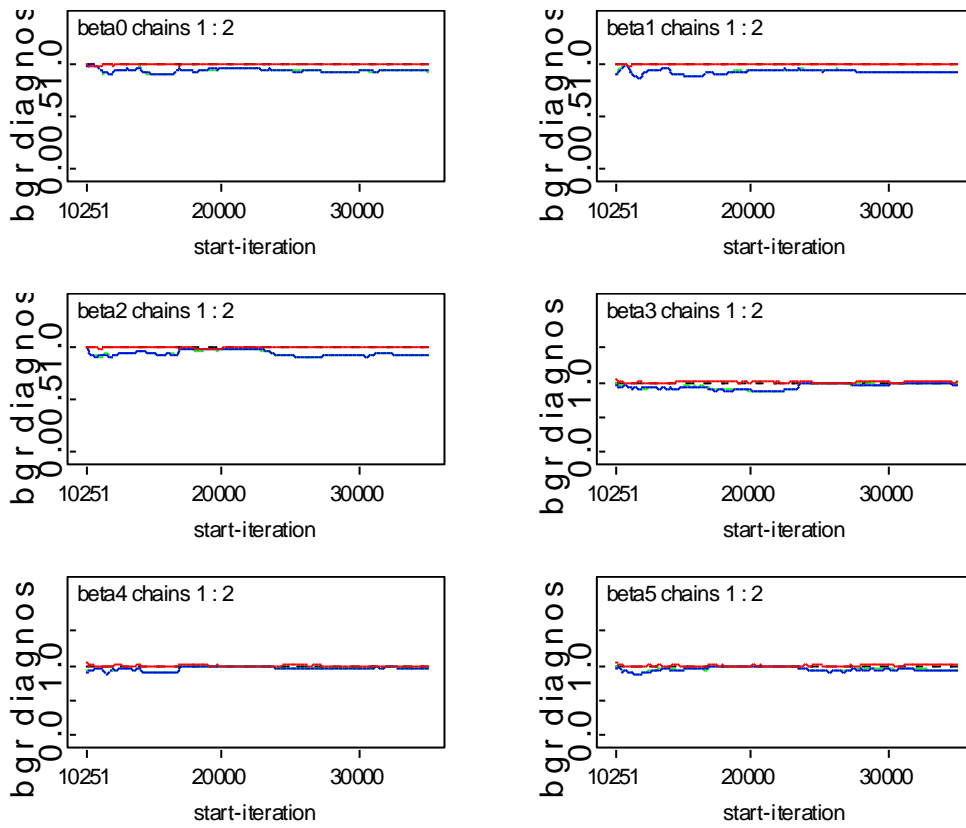 beta0 chains 1 : 2
bgr diagnos
0.0 0.5 1.0
10251 20000 30000
start-iteration
beta1 chains 1 : 2
bgr diagnos
0.0 0.5 1.0
10251 20000 30000
start-iteration
beta2 chains 1 : 2
bgr diagnos
0.0 0.5 1.0
10251 20000 30000
start-iteration
beta3 chains 1 : 2
bgr diagnos
0.0 1.0
10251 20000 30000
start-iteration
beta4 chains 1 : 2
bgr diagnos
0.0 1.0
10251 20000 30000
start-iteration
beta5 chains 1 : 2
bgr diagnos
0.0 1.0
10251 20000 30000
start-iteration